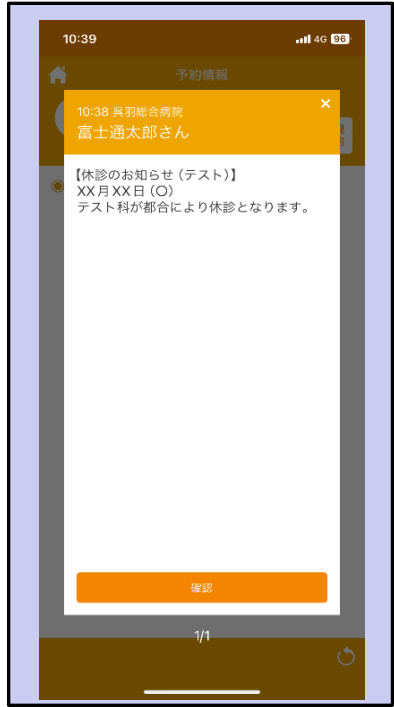 10:39
4G 96
予約情報
10:38 呉羽総合病院
×
富士通太郎さん
【休診のお知らせ（テスト）】
XX月XX日（〇）
テスト科が都合により休診となります。
確認
1/1